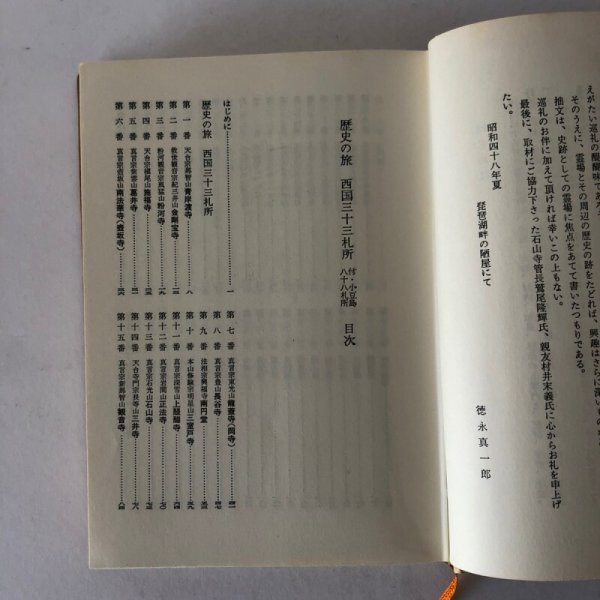 えがたい巡礼の醍醐味であ
そのうえに、霊場とその周辺の歴史の跡をたどれば、興趣はさらに深いもの
拙文は、史跡としての霊場に焦点をあてて書いたつもりである。
巡礼のお伴に加えて頂ければ幸いこの上もない。
最後に、取材にご協力下さった石山寺管長鷲尾隆輝氏、親友村井末義氏に心からお礼を申上げ
たい。
昭和四十八年夏
琵琶湖畔の陋屋にて
徳永真一郎
歴史の旅 西国三十三札所 付・小豆島八十八札所 目次
はじめに…………一
歴史の旅 西国三十三札所
第一番 天台宗那智山青岸渡寺…………八
第二番 救世観音宗紀三井山金剛宝寺
第三番 粉河観音宗風猛山粉河寺
第四番 天台宗槇尾山施福寺
第五番 真言宗紫雲山葛井寺
第六番 真言宗壺坂山南法華寺(壺坂寺)
第七番 真言宗東光山龍蓋寺(岡寺)
第八番 真言宗豊山長谷寺
第九番 法相宗興福寺南円堂
第十番 本山修験宗明星山三室戸寺
第十一番 真言宗深雪山上醍醐寺
第十二番 真言宗岩間山正法寺
第十三番 真言宗石光山石山寺
第十四番 天台寺門宗長等山三井寺
第十五番 真言宗新那智山観音寺